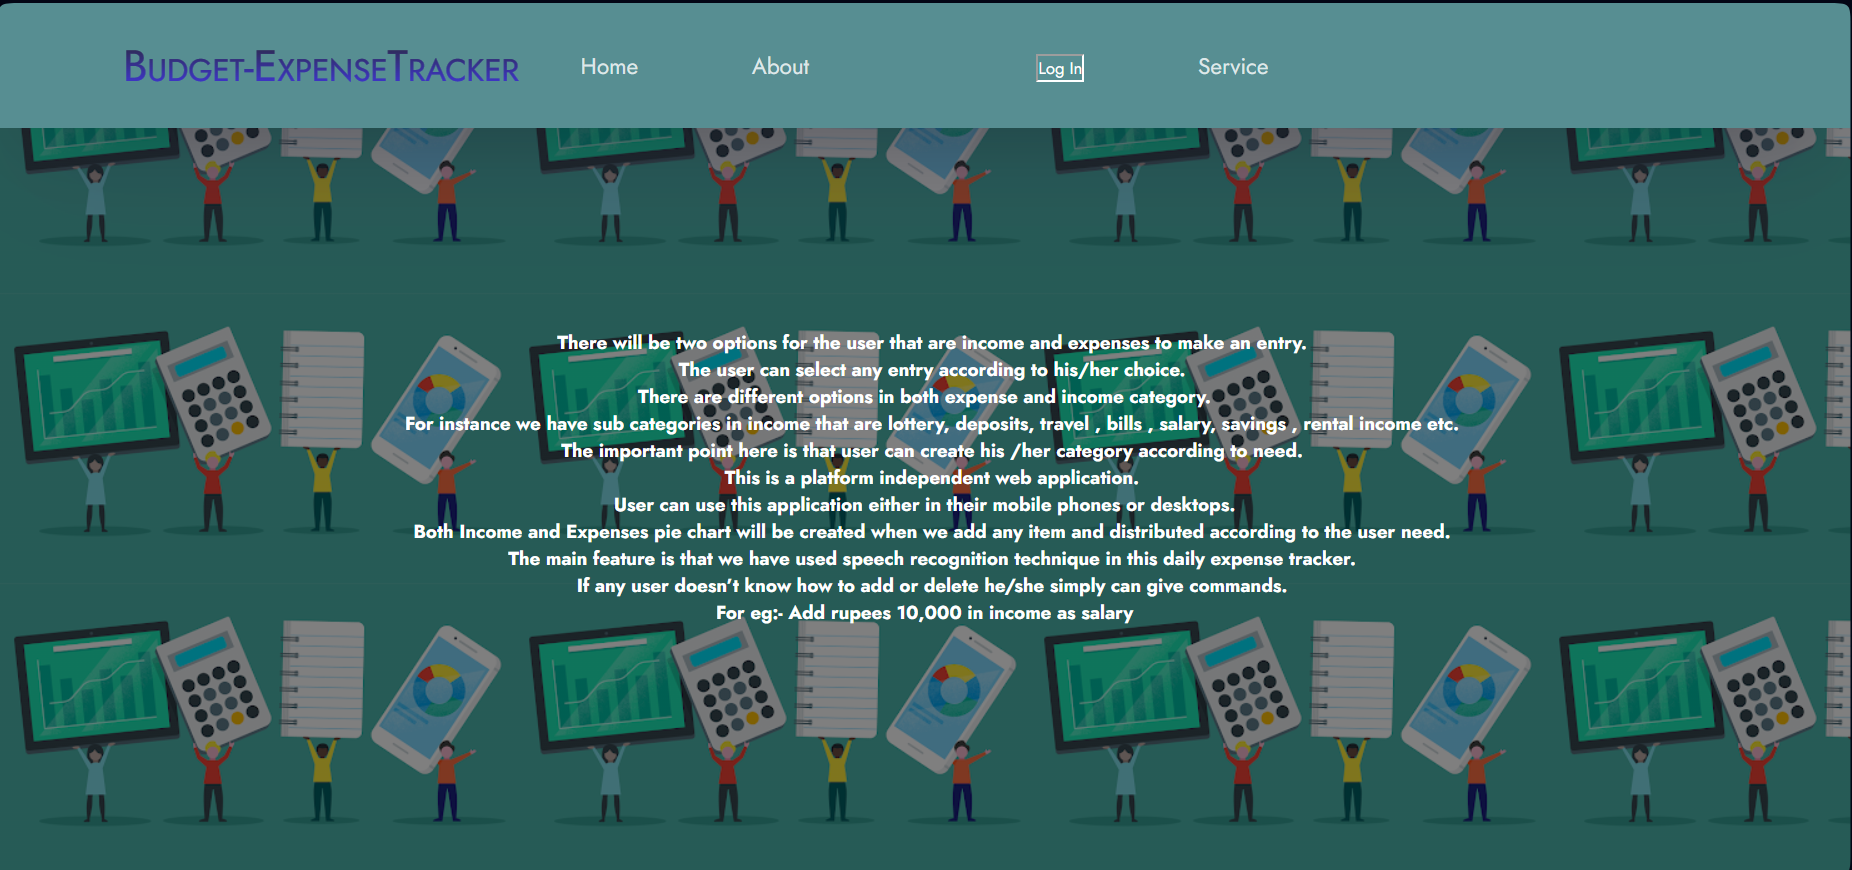 Budget-ExpenseTracker Home About Log In Service
There will be two options for the user that are income and expenses to make an entry.
The user can select any entry according to his/her choice.
There are different options in both expense and income category.
For instance we have sub categories in income that are lottery, deposits, travel , bills , salary, savings , rental income etc.
The important point here is that user can create his /her category according to need.
This is a platform independent web application.
User can use this application either in their mobile phones or desktops.
Both Income and Expenses pie chart will be created when we add any item and distributed according to the user need.
The main feature is that we have used speech recognition technique in this daily expense tracker.
If any user doesn't know how to add or delete he/she simply can give commands.
For eg:- Add rupees 10,000 in income as salary